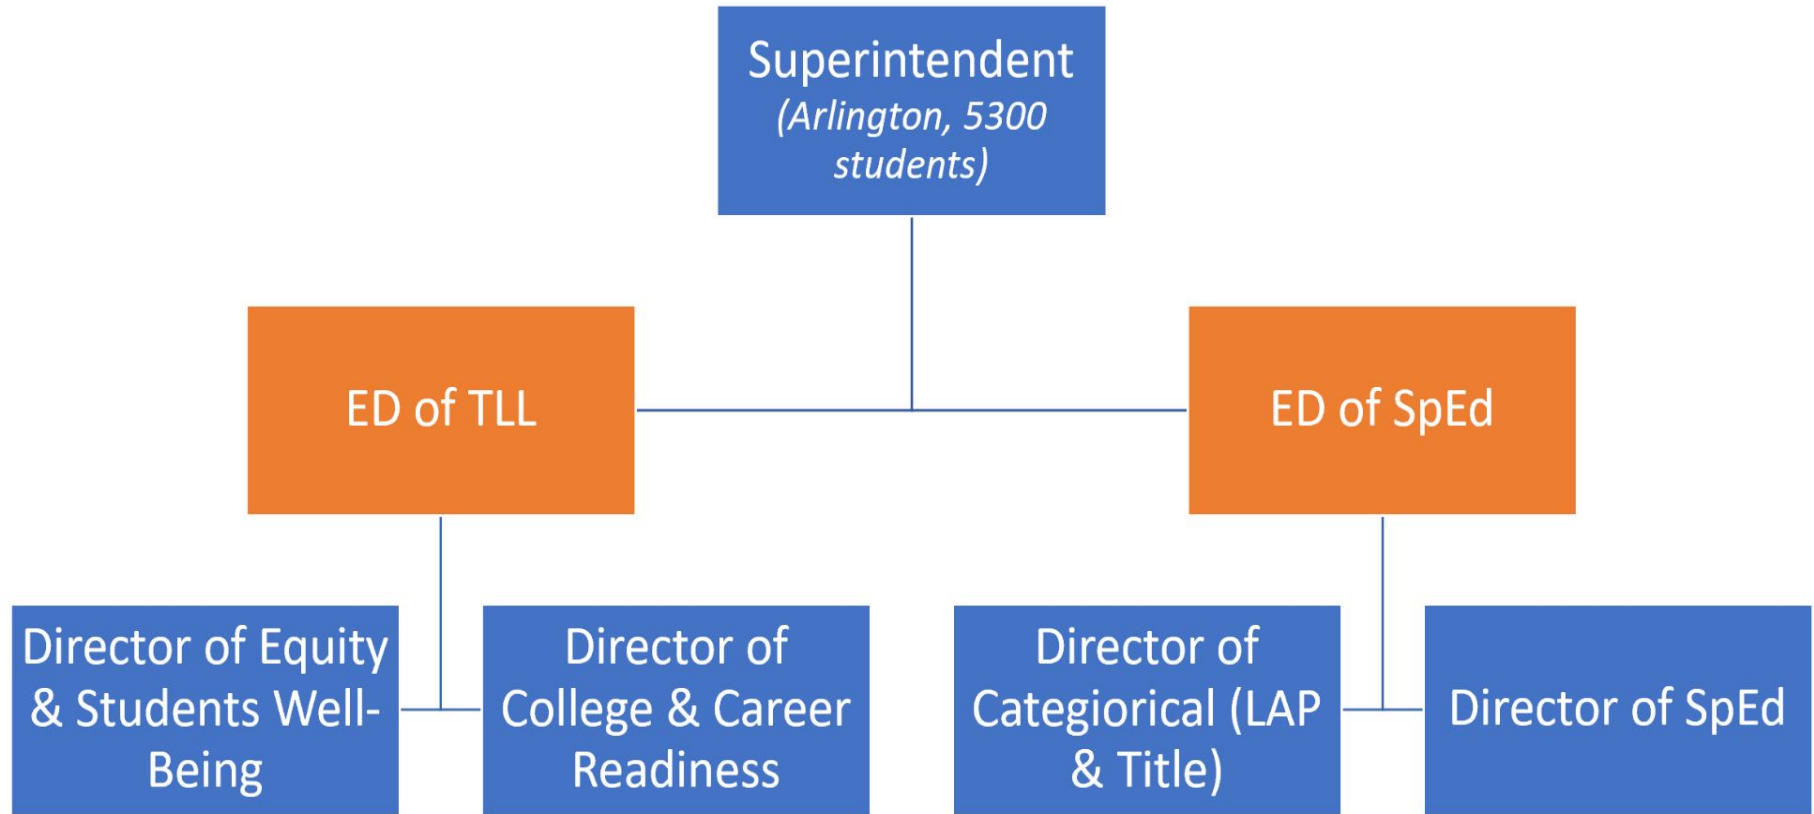 Superintendent
(Arlington, 5300
students)
ED of TLL
ED of SpEd
Director of Equity
& Students Well-
Being
Director of
College & Career
Readiness
Director of
Categiorical (LAP
& Title)
Director of SpEd